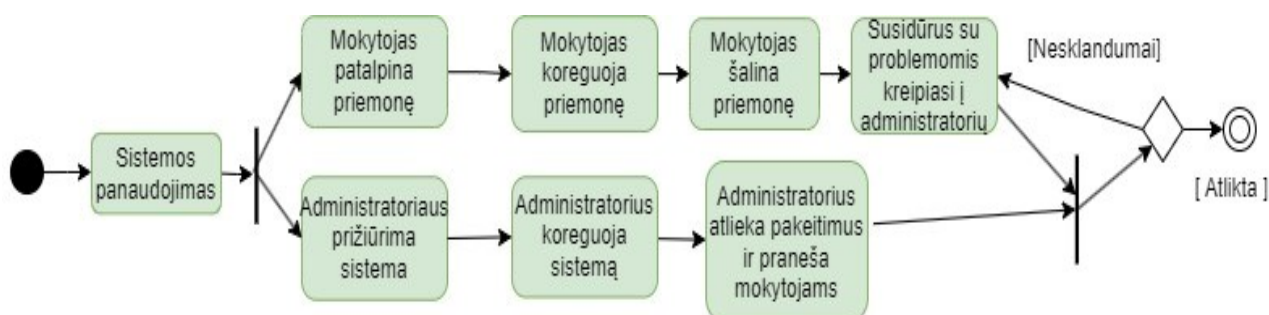 Sistemos
panaudojimas
Mokytojas
patalpina
priemonę
Mokytojas
koreguoja
priemonę
Mokytojas
šalina
priemonę
Susidūrus su
problemomis
kreipiasi į
administratorių
[Nesklandumai]
Administratoriaus
prižiūrima
sistema
Administratorius
koreguoja
sistemą
Administratorius
atlieka pakeitimus
ir praneša
mokytojams
[ Atlikta ]